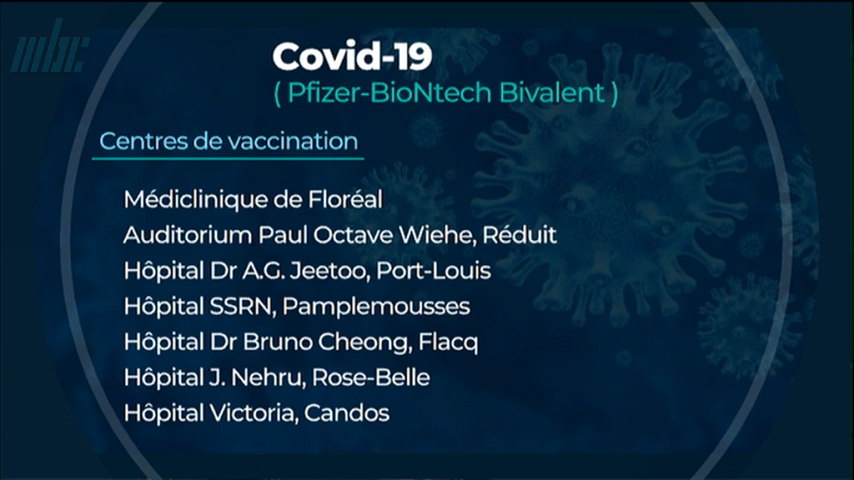 mbc
Covid-19
( Pfizer-BioNtech Bivalent )
Centres de vaccination
Médiclinique de Floréal
Auditorium Paul Octave Wiehe, Réduit
Hôpital Dr A.G. Jeetoo, Port-Louis
Hôpital SSRN, Pamplemousses
Hôpital Dr Bruno Cheong, Flacq
Hôpital J. Nehru, Rose-Belle
Hôpital Victoria, Candos